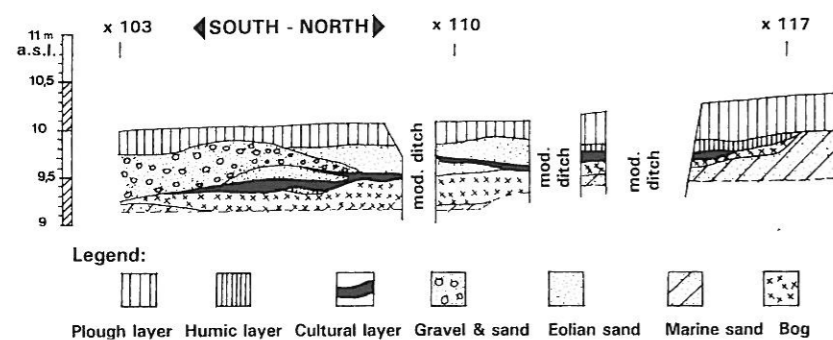 x 103 SOUTH - NORTH x 110 x 117
11 m
a.s.l.
10,5
10
9,5
9
mod. ditch
mod.
ditch
mod.
ditch
Legend:
Plough layer Humic layer Cultural layer Gravel & sand Eolian sand Marine sand Bog